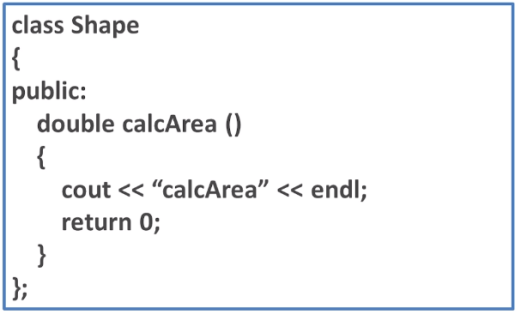 class Shape
{
public:
double calcArea ()
{
cout << “calcArea” << endl;
return 0;
}
};